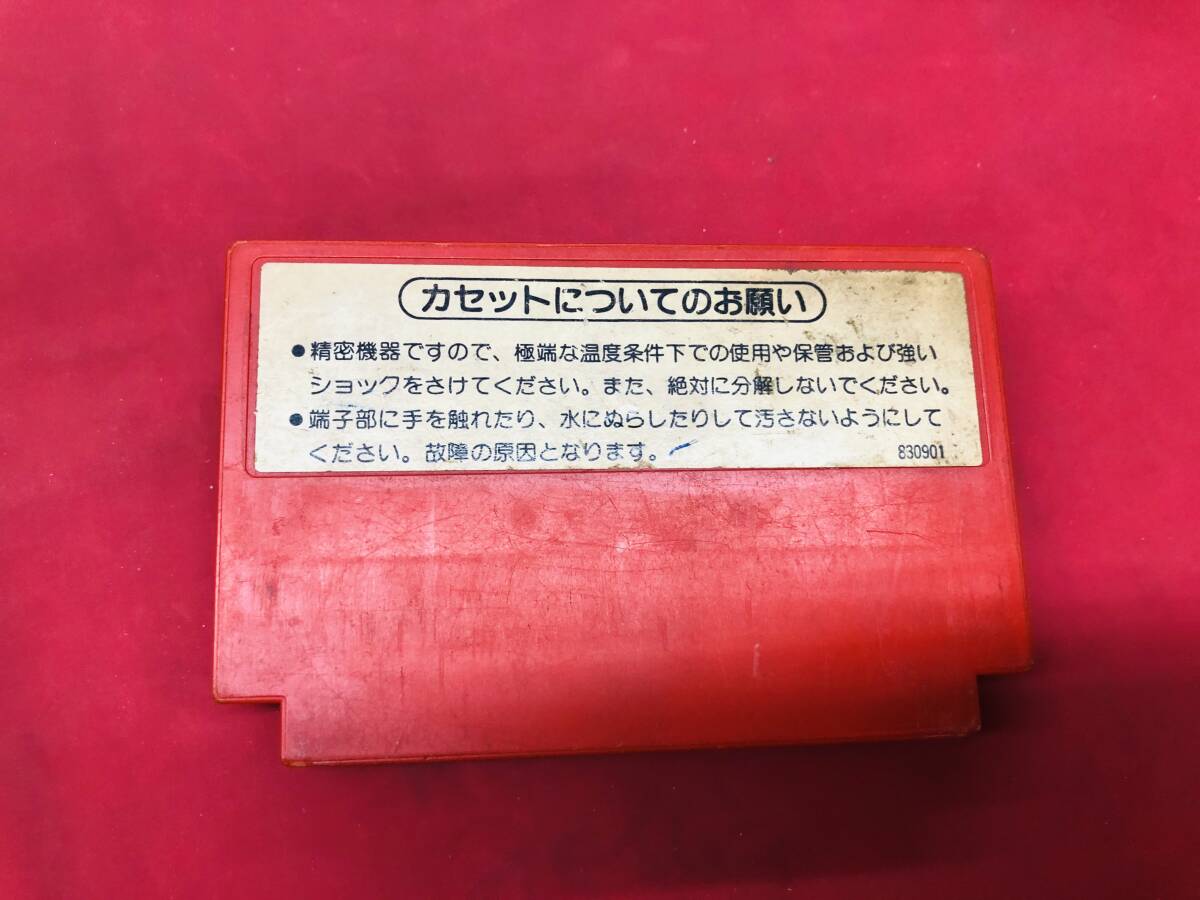 カセットについてのお願い
●精密機器ですので、極端な温度条件下での使用や保管および強い
ショックをさけてください。また、絶対に分解しないでください。
●端子部に手を触れたり、水にぬらしたりして汚さないようにして
ください。故障の原因となります。
830901